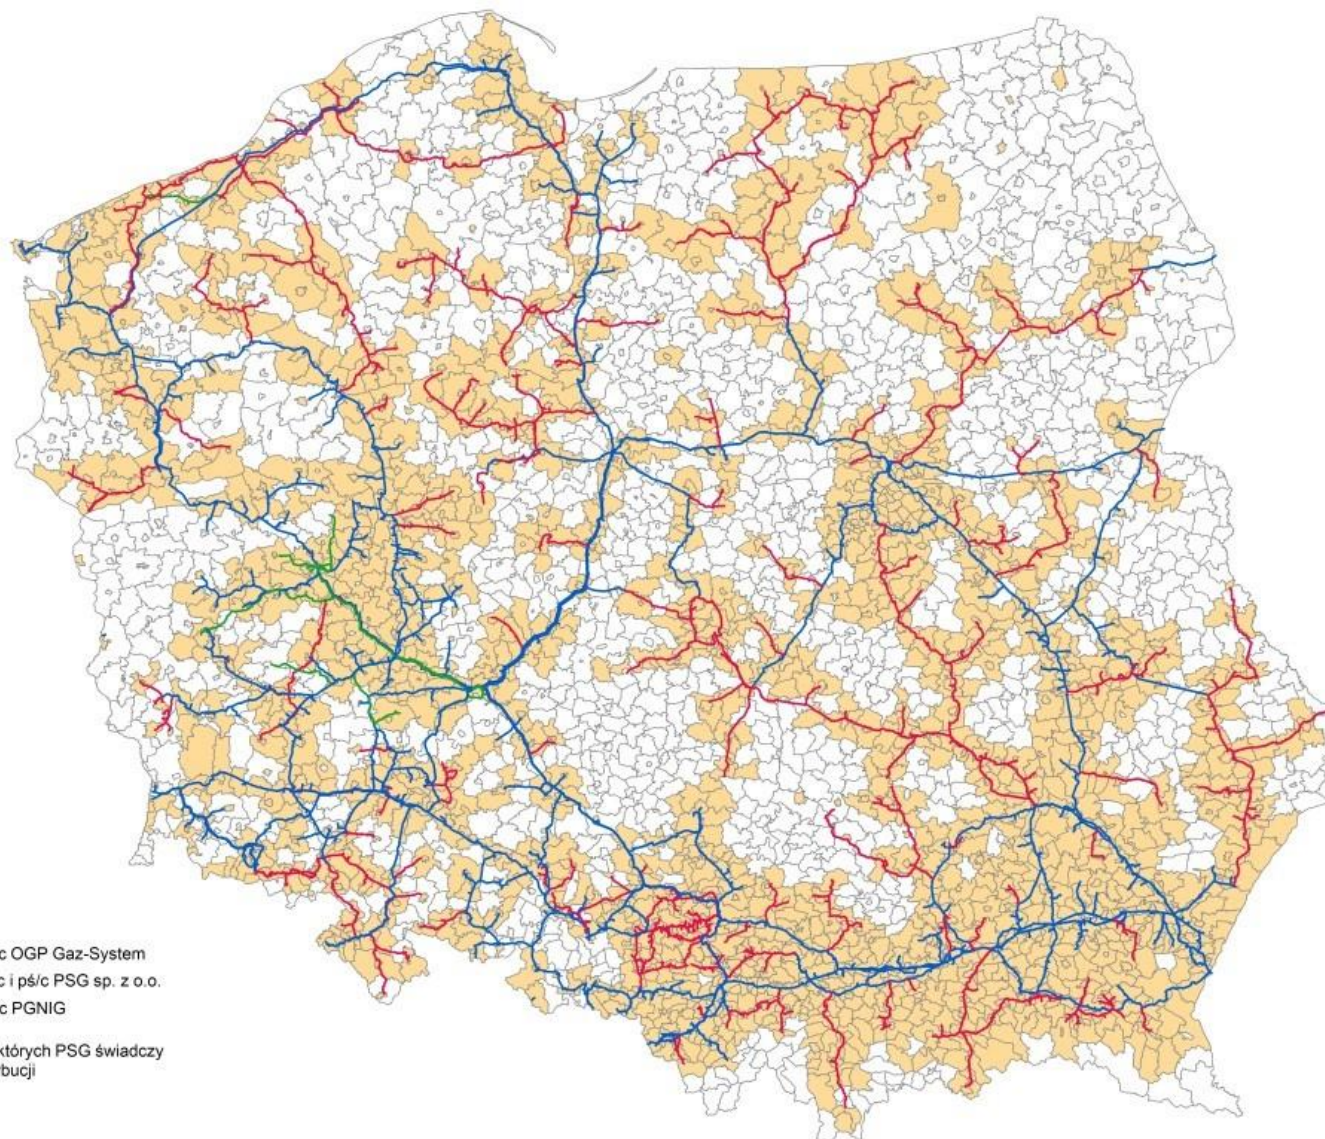 c OGP Gaz-System
c i pś/c PSG sp. z o.o.
c PGNIG
których PSG świadczy
bucji